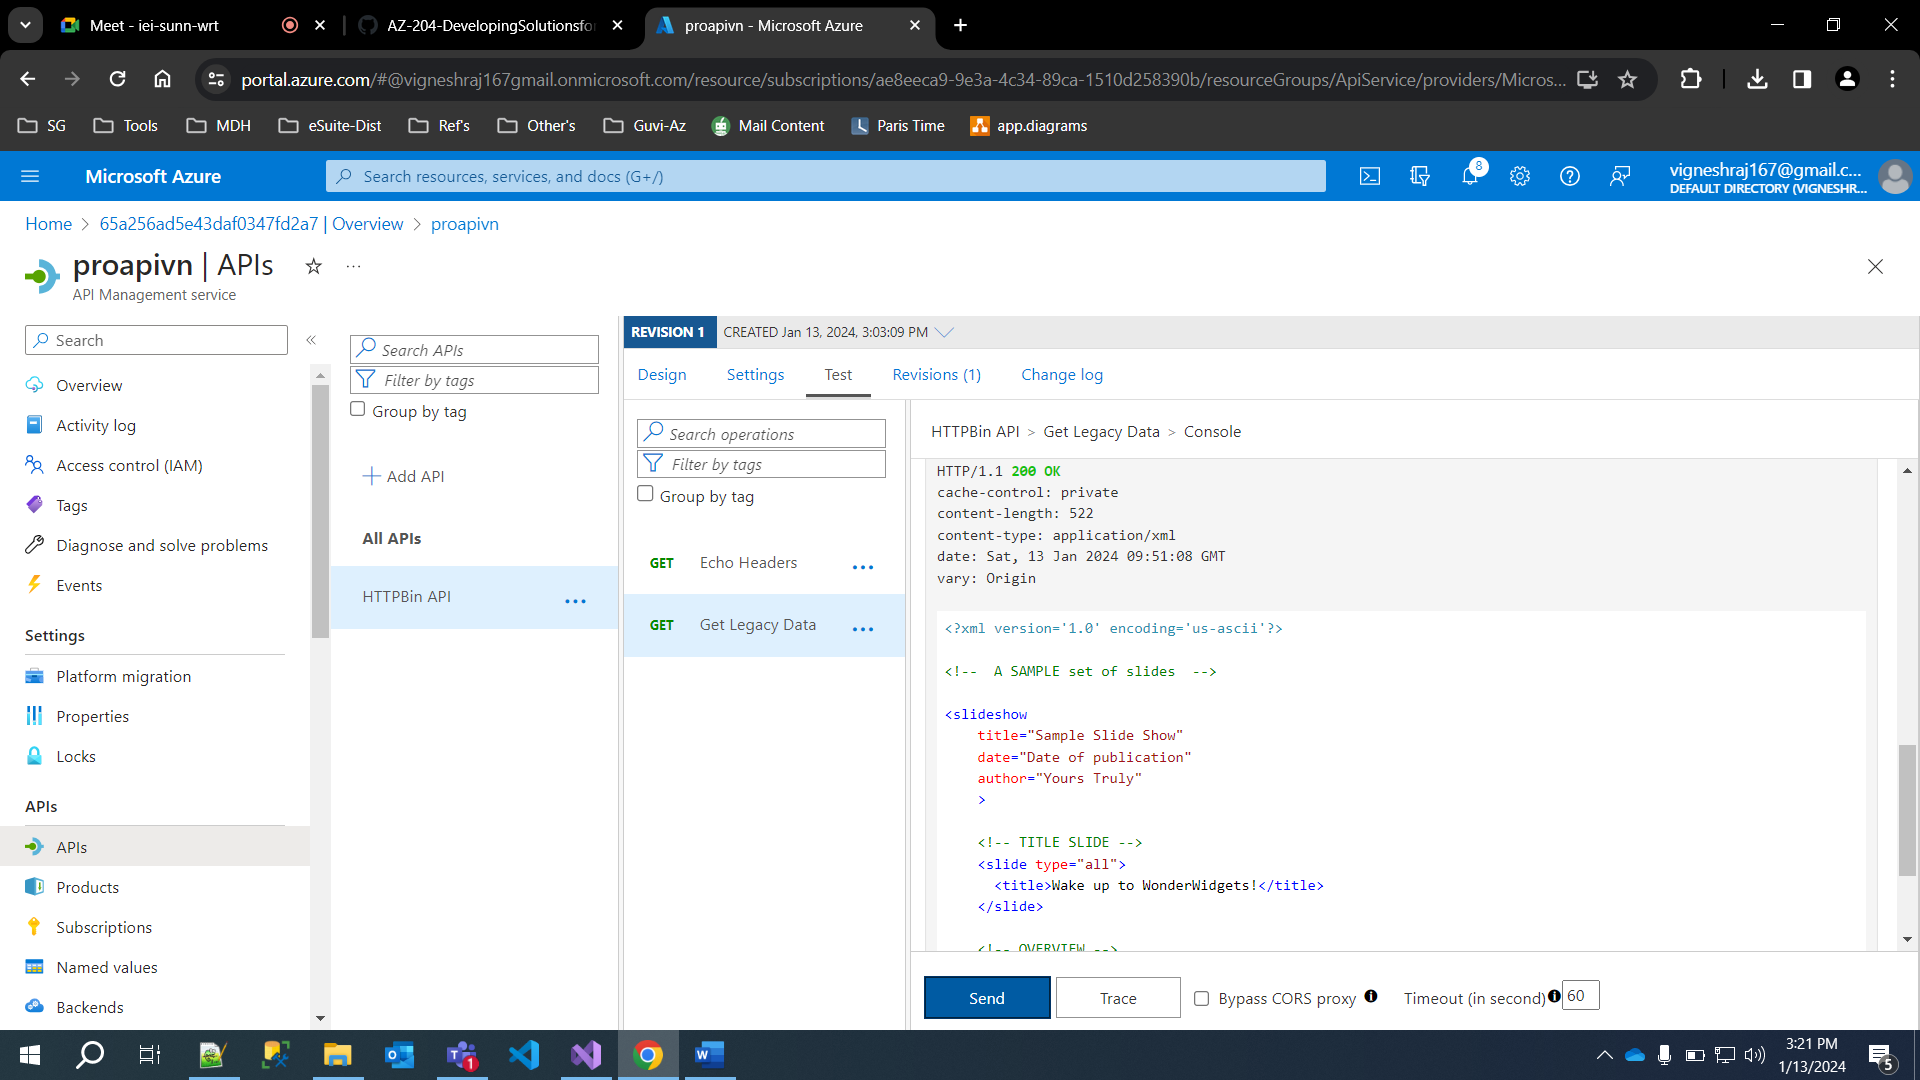 Meet - iei-sunn-wrt
AZ-204-DevelopingSolutionsfor
proapivn - Microsoft Azure
portal.azure.com/#@vigneshraj167gmail.onmicrosoft.com/resource/subscriptions/ae8eeca9-9e3a-4c34-89ca-1510d258390b/resourceGroups/ApiService/providers/Micros...
SG
Tools
MDH
eSuite-Dist
Ref's
Other's
Guvi-Az
Mail Content
Paris Time
app.diagrams
Microsoft Azure
Search resources, services, and docs (G+/)
8
vigneshraj167@gmail.c...
DEFAULT DIRECTORY (VIGNESHR...
Home > 65a256ad5e43daf0347fd2a7 | Overview > proapivn
proapivn | APIs
API Management service
Search
Overview
Activity log
Access control (IAM)
Tags
Diagnose and solve problems
Events
Settings
Platform migration
Properties
Locks
APIs
APIs
Products
Subscriptions
Named values
Backends
Search APIs
Filter by tags
Group by tag
Add API
All APIs
HTTPBin API
REVISION 1 CREATED Jan 13, 2024, 3:03:09 PM
Design
Settings
Test
Revisions (1)
Change log
Search operations
Filter by tags
Group by tag
GET Echo Headers
GET Get Legacy Data
HTTPBin API > Get Legacy Data > Console
HTTP/1.1 200 OK
cache-control: private
content-length: 522
content-type: application/xml
date: Sat, 13 Jan 2024 09:51:08 GMT
vary: Origin
<?xml version='1.0' encoding='us-ascii'?>
<!--  A SAMPLE set of slides  -->
<slideshow
title="Sample Slide Show"
date="Date of publication"
author="Yours Truly"
>
<!-- TITLE SLIDE -->
<slide type="all">
<title>Wake up to WonderWidgets!</title>
</slide>
<!-- OVERVIEW -->
Send
Trace
Bypass CORS proxy
Timeout (in second) 60
1
3:21 PM
1/13/2024
5